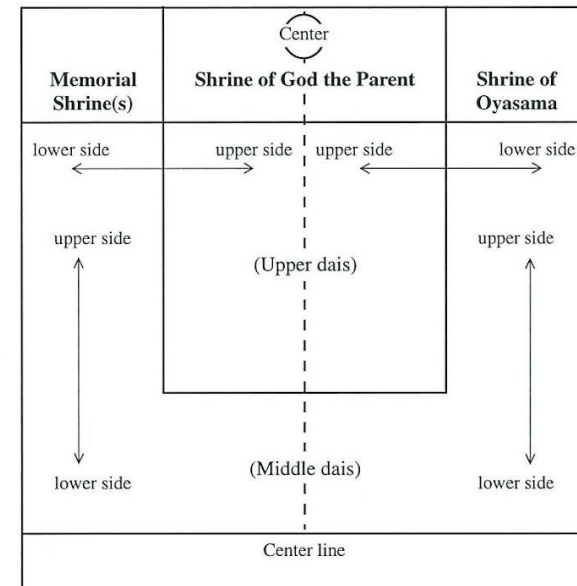 Center
Memorial
Shrine(s)
Shrine of God the Parent
Shrine of
Oyasama
lower side
upper side
upper side
lower side
upper side
upper side
(Upper dais)
(Middle dais)
lower side
lower side
Center line